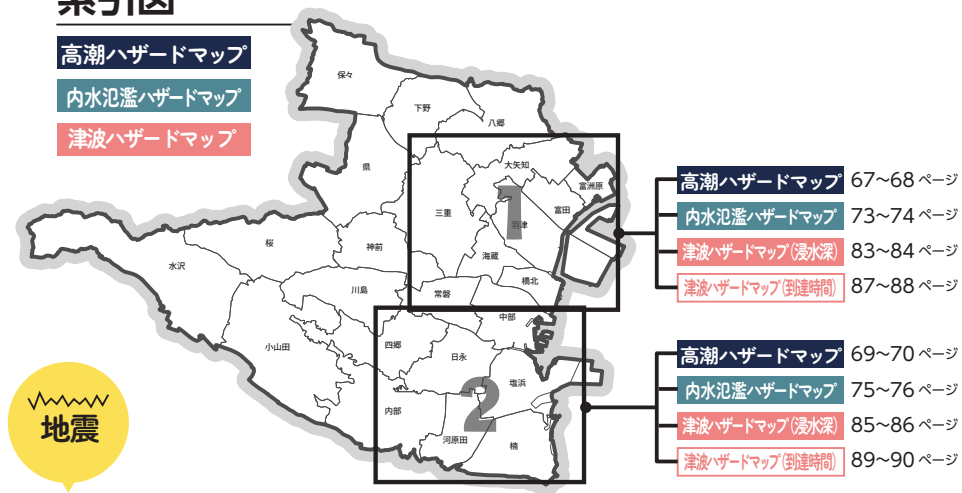 索引図
高潮ハザードマップ
内水氾濫ハザードマップ
津波ハザードマップ
保々
下野
八郷
大矢知
富洲原
県
三重
1
富田
羽津
桜
神前
海蔵
水沢
橋北
川島
常磐
中部
小山田
四郷
日永
塩浜
2
内部
河原田
楠
高潮ハザードマップ 67～68 ページ
内水氾濫ハザードマップ 73～74 ページ
津波ハザードマップ(浸水深) 83～84 ページ
津波ハザードマップ(到達時間) 87～88 ページ
高潮ハザードマップ 69～70 ページ
内水氾濫ハザードマップ 75～76 ページ
津波ハザードマップ(浸水深) 85～86 ページ
津波ハザードマップ(到達時間) 89～90 ページ
地震